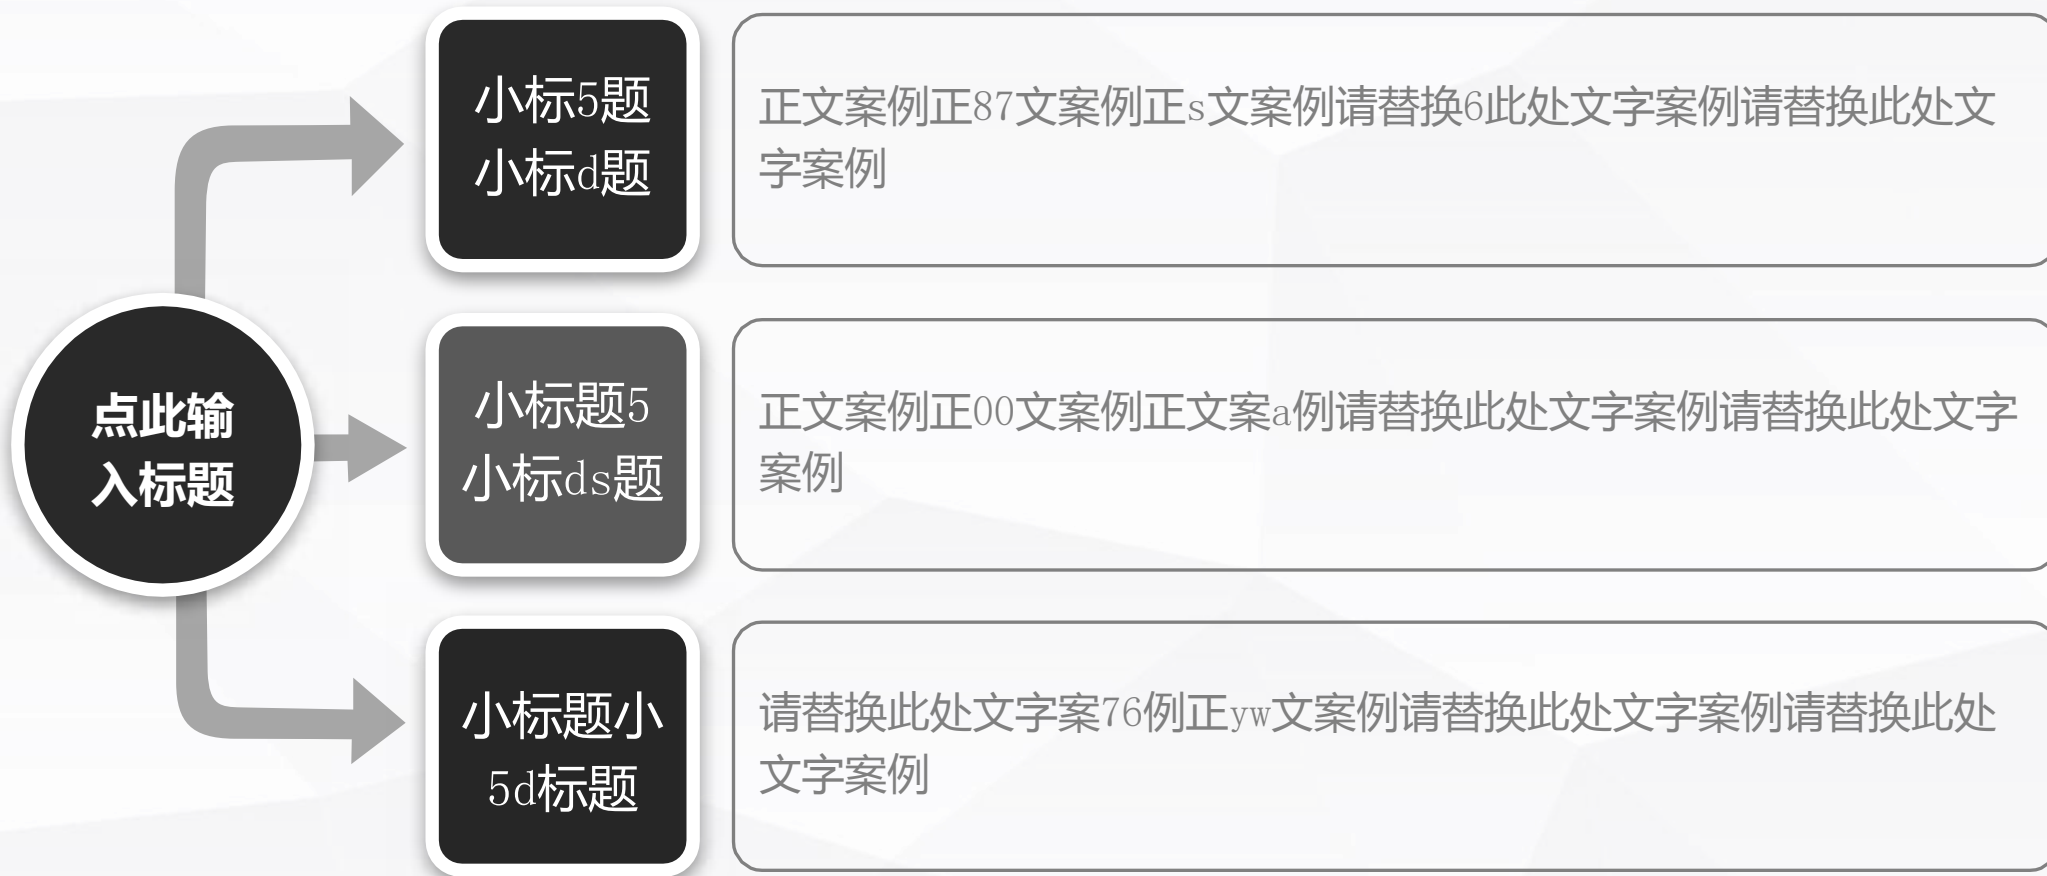 点此输
入标题
小标5题
小标d题
正文案例正87文案例正s文案例请替换6此处文字案例请替换此处文
字案例
小标题5
小标ds题
正文案例正00文案例正文案a例请替换此处文字案例请替换此处文字
案例
小标题小
5d标题
请替换此处文字案76例正yw文案例请替换此处文字案例请替换此处
文字案例